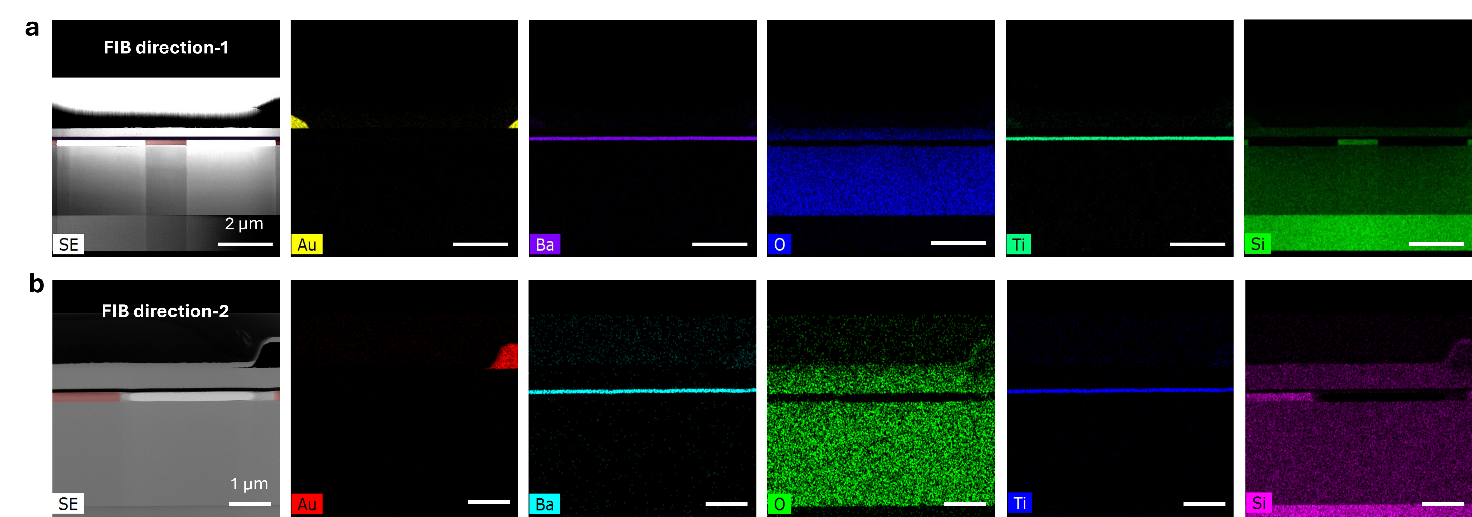 a
FIB direction-1
2 µm
SE
Au
Ba
O
Ti
Si
b
FIB direction-2
1 µm
SE
Au
Ba
O
Ti
Si